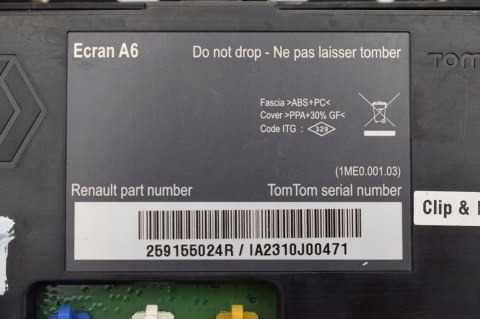 Ecran A6
Do not drop - Ne pas laisser tomber
TOM
Fascia >ABS+PC<
Cover >PPA+30% GF<
Code ITG : <329>
(1ME0.001.03)
Renault part number
TomTom serial number
Clip &
259155024R / IA2310J00471